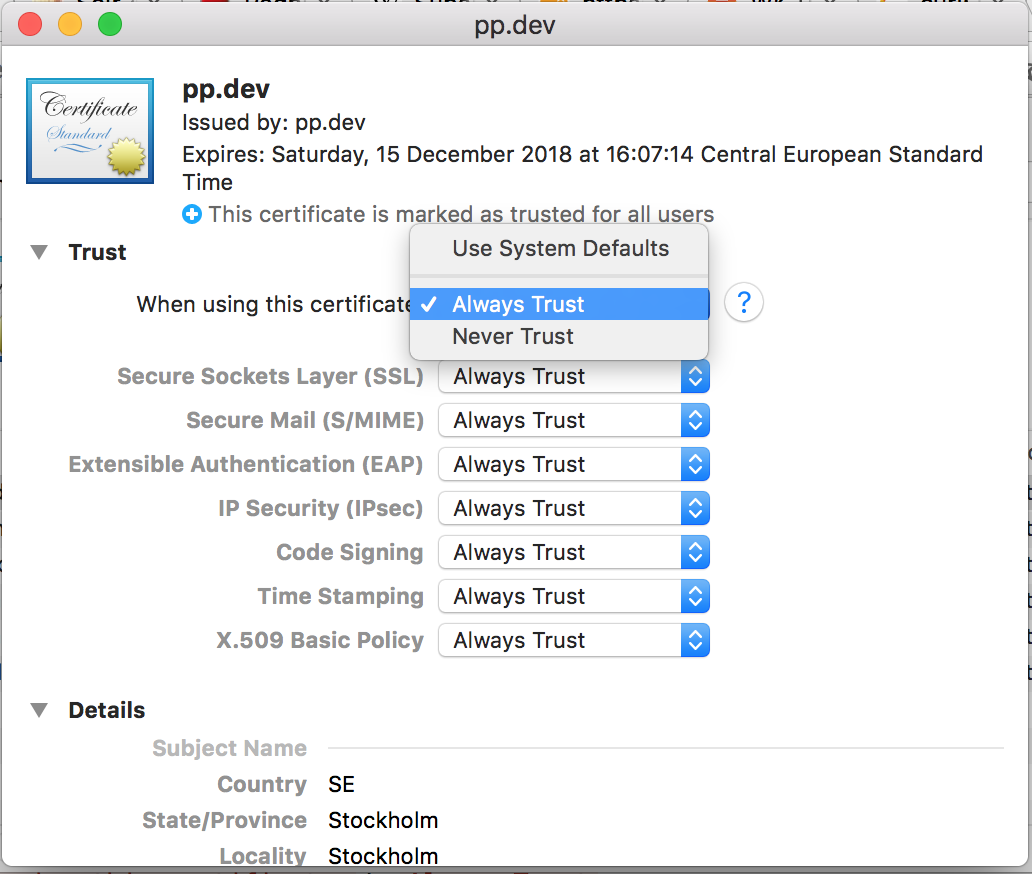 pp.dev
Certificate
Standard
pp.dev
Issued by: pp.dev
Expires: Saturday, 15 December 2018 at 16:07:14 Central European Standard
Time
This certificate is marked as trusted for all users
Trust
Use System Defaults
When using this certificate
✓ Always Trust
?
Never Trust
Secure Sockets Layer (SSL) Always Trust
Secure Mail (S/MIME) Always Trust
Extensible Authentication (EAP) Always Trust
IP Security (IPsec) Always Trust
Code Signing Always Trust
Time Stamping Always Trust
X.509 Basic Policy Always Trust
Details
Subject Name
Country SE
State/Province Stockholm
Locality Stockholm